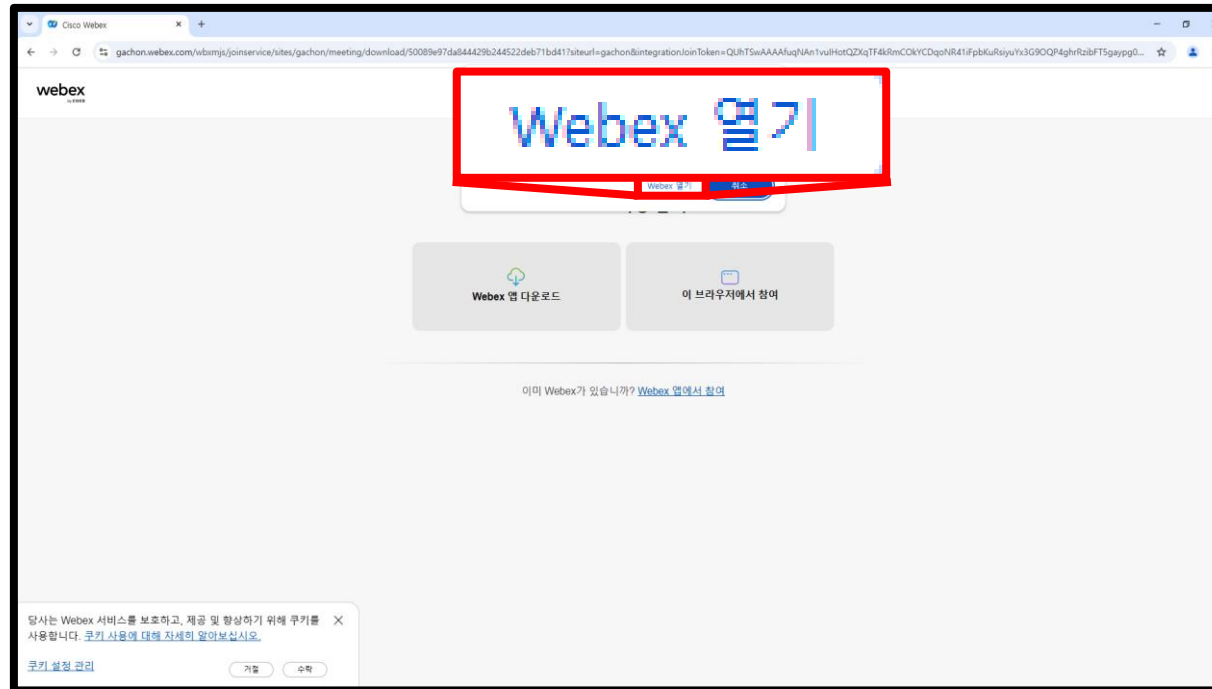 Cisco Webex
gachon.webex.com/wbxmjs/joinservice/sites/gachon/meeting/download/50089e97da844429b244522deb71bd41?siteurl=gachon&integrationJoinToken=
webex
Webex 열기
Webex 열기 취소
Webex 앱 다운로드
이 브라우저에서 참여
이미 Webex가 있습니까? Webex 앱에서 참여
당사는 Webex 서비스를 보호하고, 제공 및 향상하기 위해 쿠키를
사용합니다. 쿠키 사용에 대해 자세히 알아보십시오.
쿠키 설정 관리
거절 수락